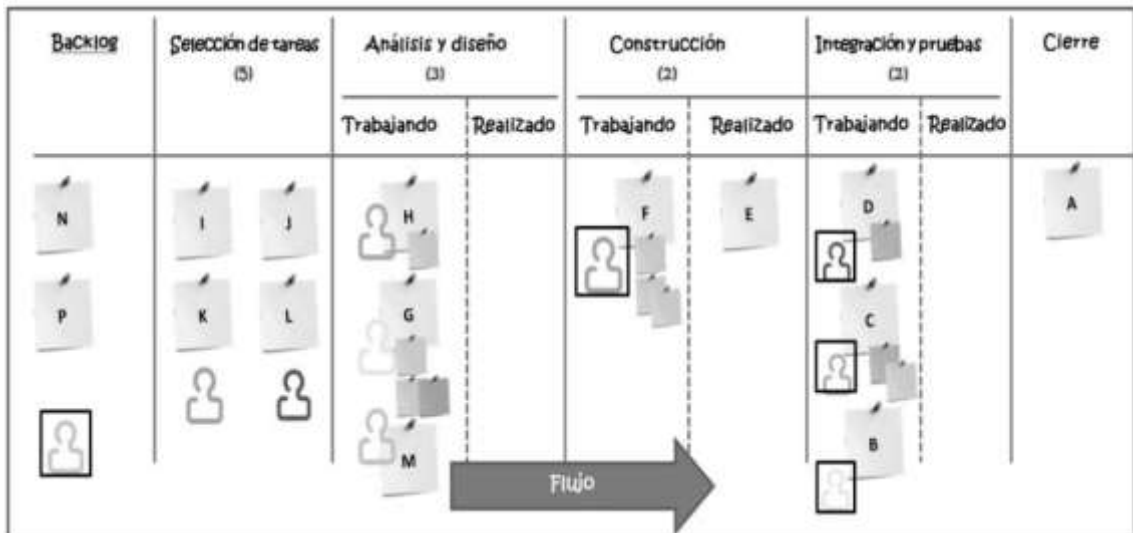 Backlog
Selección de tareas
(5)
Análisis y diseño
(3)
Construcción
(2)
Integración y pruebas
(2)
Cierre
Trabajando
Realizado
Trabajando
Realizado
Trabajando
Realizado
N
I
J
H
F
E
D
A
P
K
L
G
C
M
B
Flujo